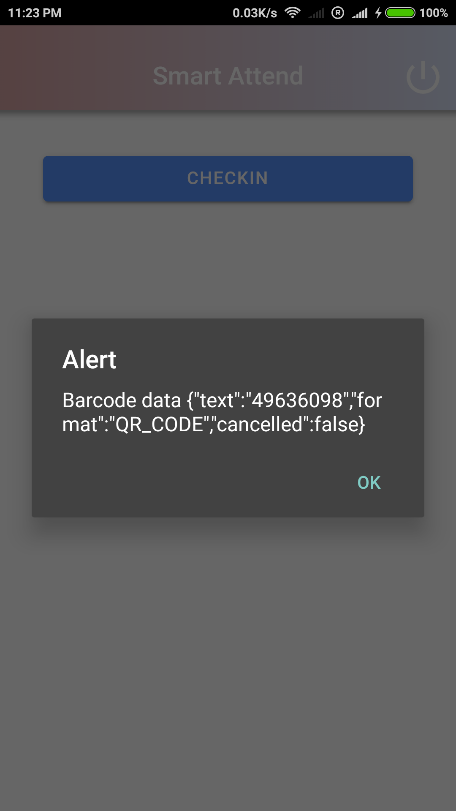 11:23 PM 0.03K/s R 100%
Smart Attend
CHECKIN
Alert
Barcode data {"text":"49636098","for
mat":"QR_CODE","cancelled":false}
OK